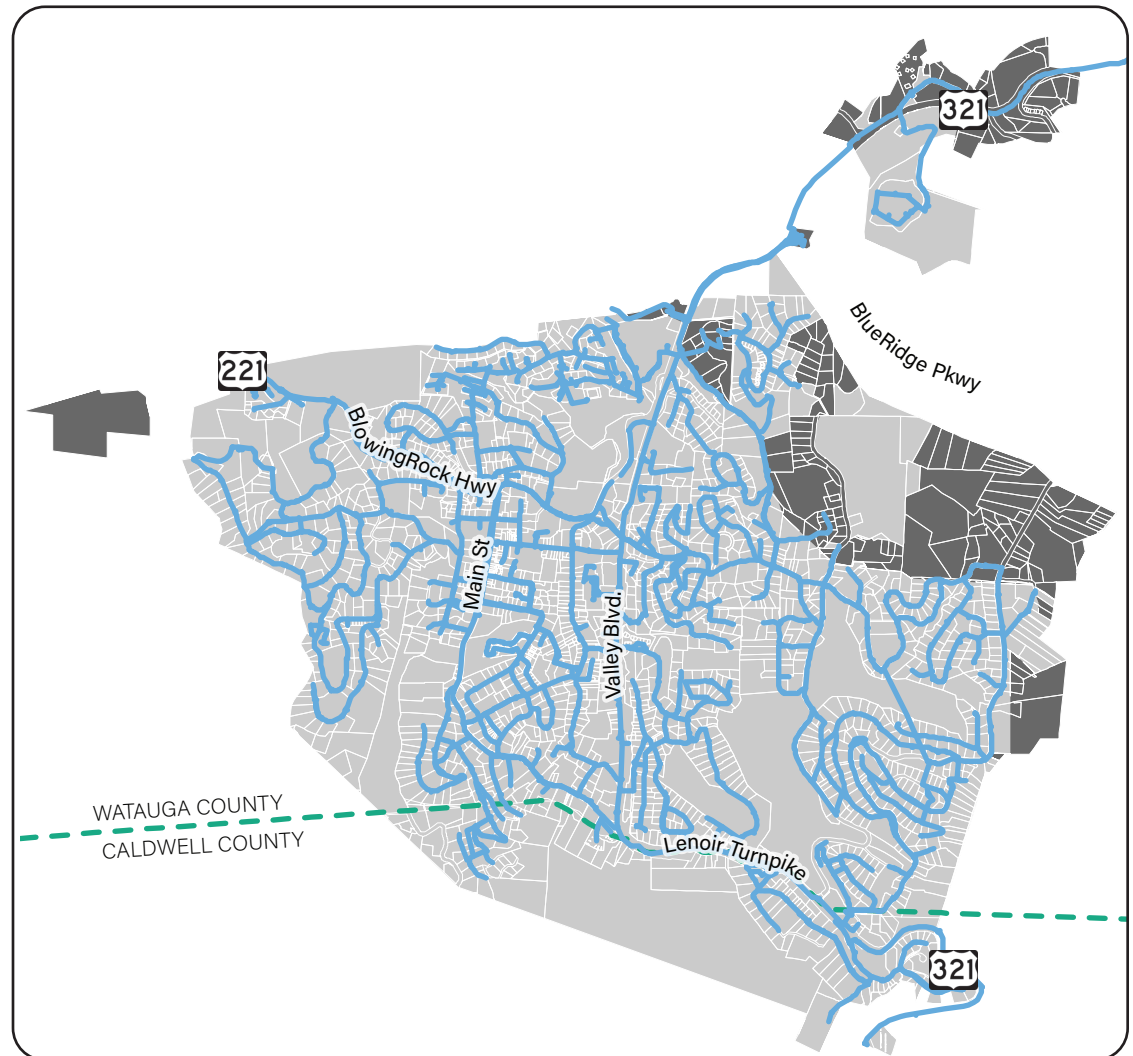 321
BlueRidge Pkwy
221
BlowingRock Hwy
Main St
Valley Blvd.
WATAUGA COUNTY
CALDWELL COUNTY
Lenoir Turnpike
321